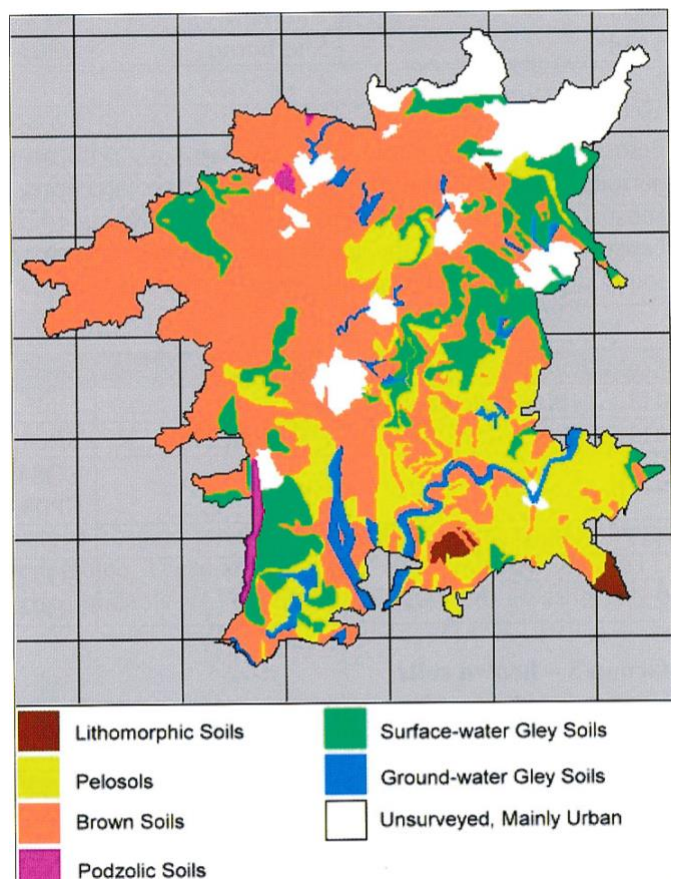 Lithomorphic Soils
Pelosols
Brown Soils
Podzolic Soils
Surface-water Gley Soils
Ground-water Gley Soils
Unsurveyed, Mainly Urban